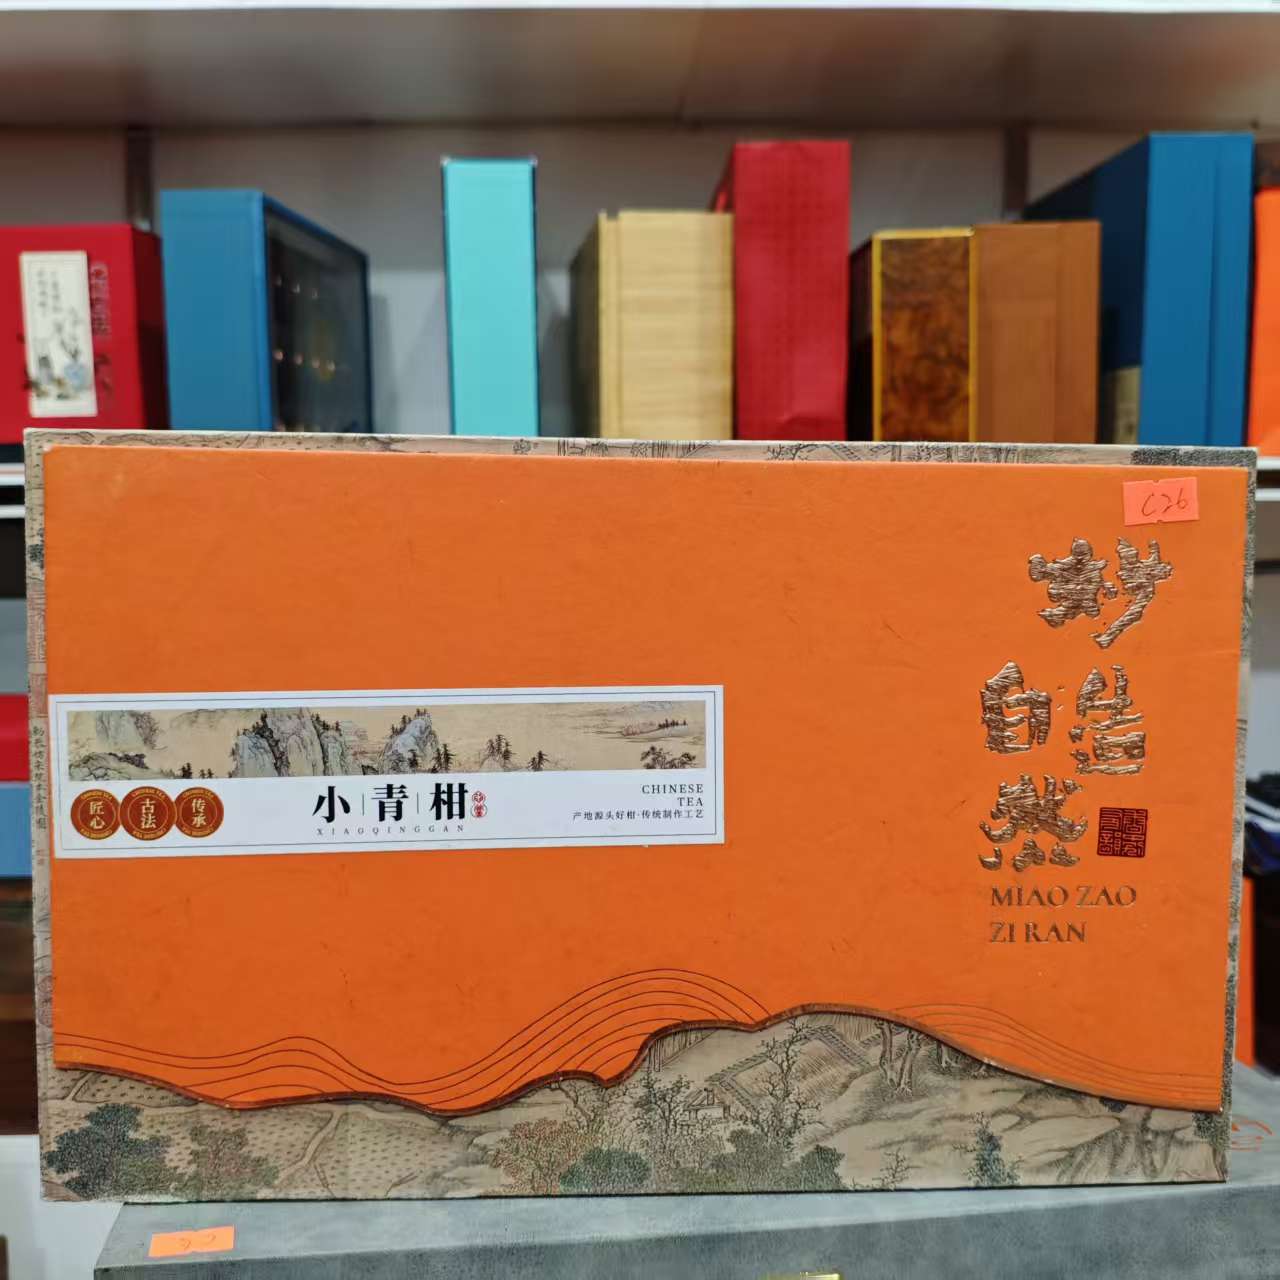 C26
妙造
自然
MIAO ZAO
ZI RAN
匠心
古法
传承
小青柑
XIAOQINGGAN
CHINESE
TEA
产地源头好柑·传统制作工艺